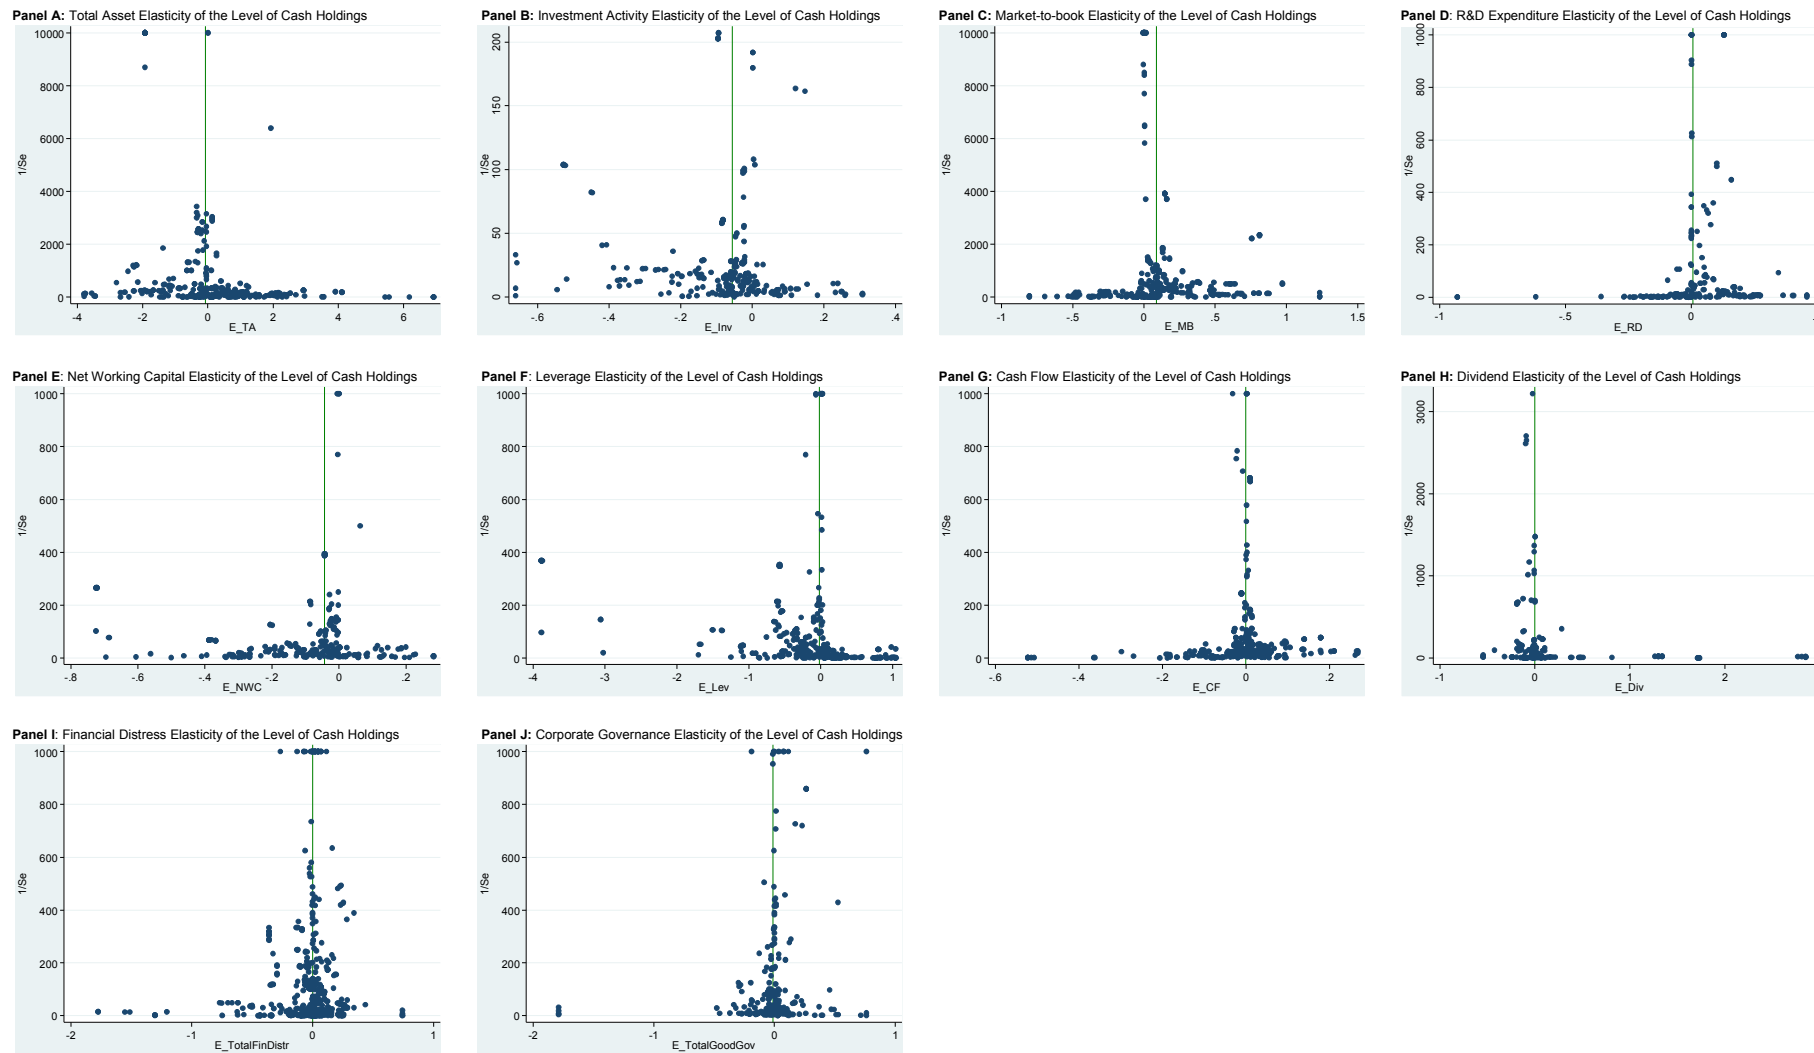 Panel A: Total Asset Elasticity of the Level of Cash Holdings
1/Se
10000
8000
6000
4000
2000
0
-4 -2 0 2 4 6
E_TA
Panel B: Investment Activity Elasticity of the Level of Cash Holdings
1/Se
200
150
100
50
0
-.6 -.4 -.2 0 .2 .4
E_Inv
Panel C: Market-to-book Elasticity of the Level of Cash Holdings
1/Se
10000
8000
6000
4000
2000
0
-1 -.5 0 .5 1 1.5
E_MB
Panel D: R&D Expenditure Elasticity of the Level of Cash Holdings
1/Se
800
600
400
200
0
-1 -.5 0
E_RD
Panel E: Net Working Capital Elasticity of the Level of Cash Holdings
1/Se
1000
800
600
400
200
0
-.8 -.6 -.4 -.2 0 .2
E_NWC
Panel F: Leverage Elasticity of the Level of Cash Holdings
1/Se
1000
800
600
400
200
0
-4 -3 -2 -1 0 1
E_Lev
Panel G: Cash Flow Elasticity of the Level of Cash Holdings
1/Se
1000
800
600
400
200
0
-.6 -.4 -.2 0 .2
E_CF
Panel H: Dividend Elasticity of the Level of Cash Holdings
1/Se
3000
2000
1000
0
-1 0 1 2
E_Div
Panel I: Financial Distress Elasticity of the Level of Cash Holdings
1/Se
1000
800
600
400
200
0
-2 -1 0 1
E_TotalFinDistr
Panel J: Corporate Governance Elasticity of the Level of Cash Holdings
1/Se
1000
800
600
400
200
0
-2 -1 0 1
E_TotalGoodGov